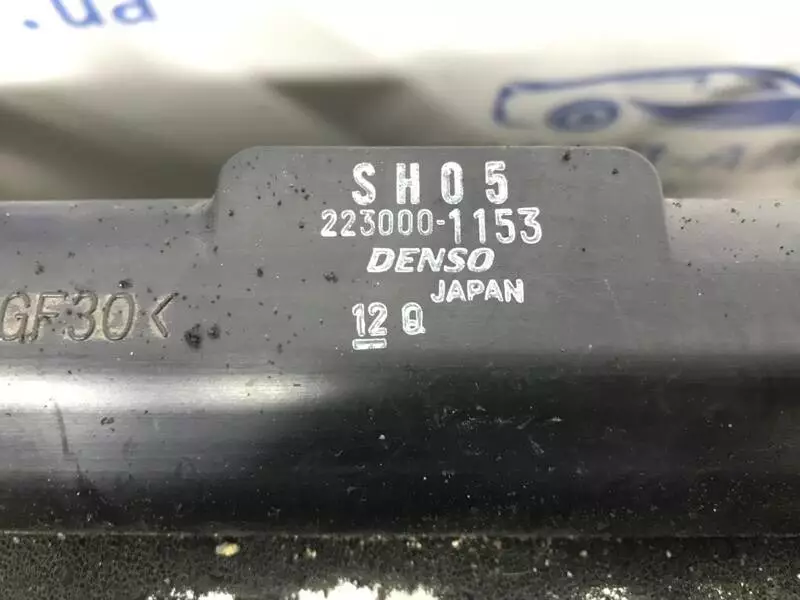 .ua
SH05
223000-1153
DENSO
JAPAN
GF30<
12 Q